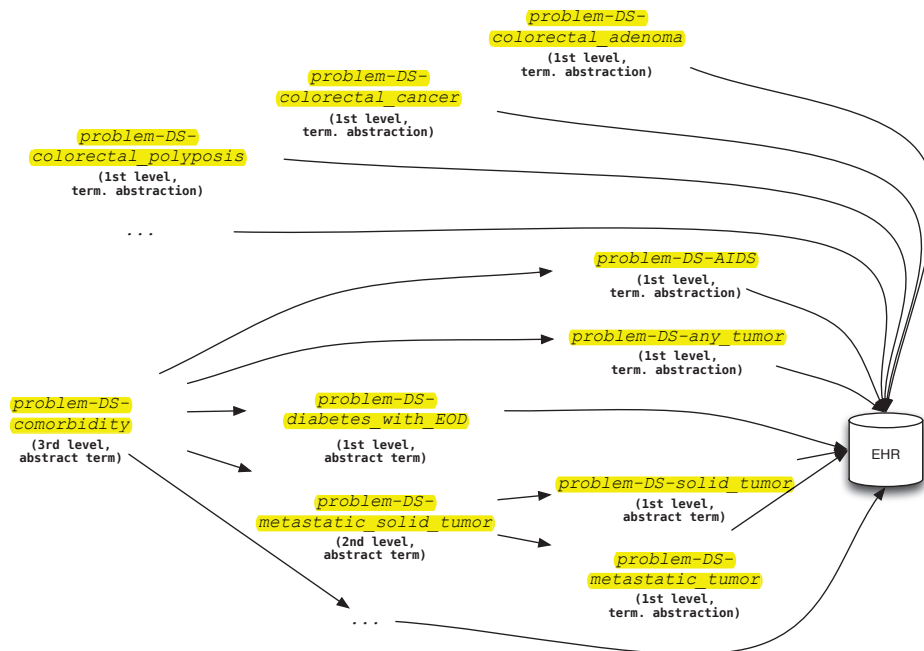 problem-DS-
colorectal_adenoma
(1st level,
term. abstraction)
problem-DS-
colorectal_cancer
(1st level,
term. abstraction)
problem-DS-
colorectal_polyposis
(1st level,
term. abstraction)
...
problem-DS-AIDS
(1st level,
term. abstraction)
problem-DS-any_tumor
(1st level,
term. abstraction)
problem-DS-
comorbidity
(3rd level,
abstract term)
problem-DS-
diabetes_with_EOD
(1st level,
abstract term)
EHR
problem-DS-solid_tumor
(1st level,
abstract term)
problem-DS-
metastatic_solid_tumor
(2nd level,
abstract term)
problem-DS-
metastatic_tumor
(1st level,
term. abstraction)
...